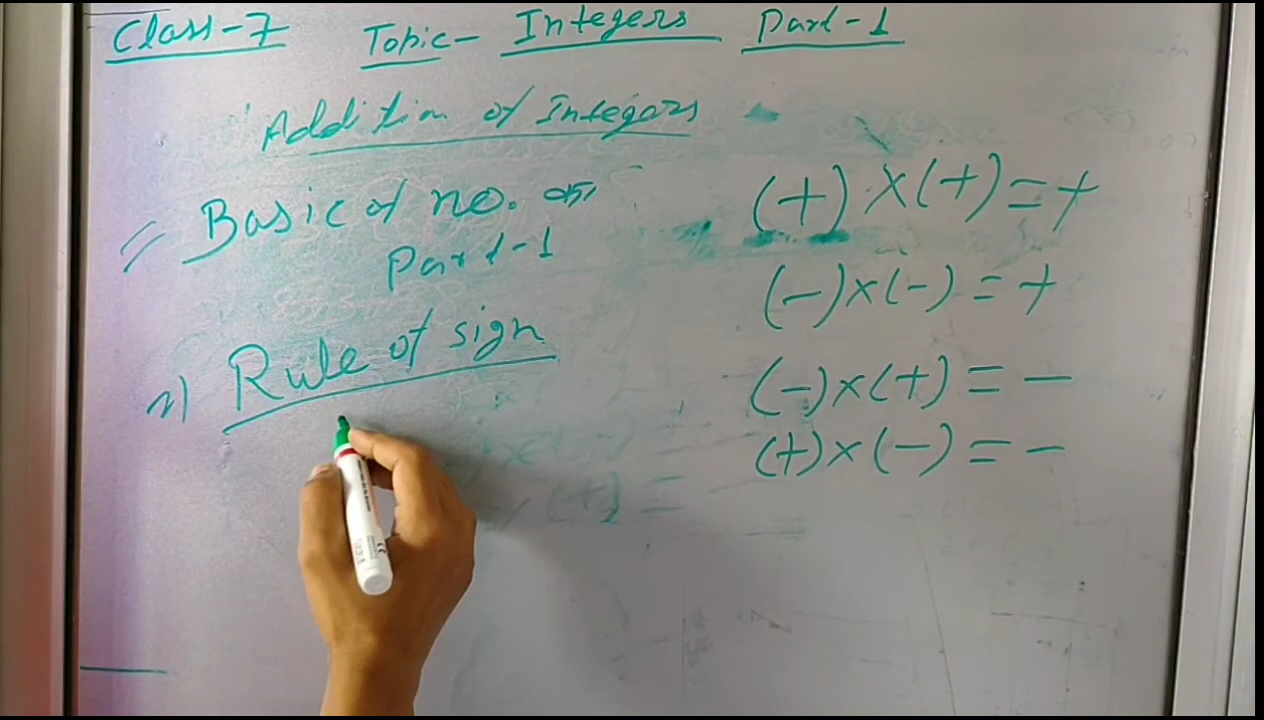 Class-7 Topic- Integers Part-1
Addition of Integers
Basic of no.
Part-1
Rule of sign
(+)×(+)=+
(-)×(-)=+
(-)×(+)=-
(+)×(-)=-